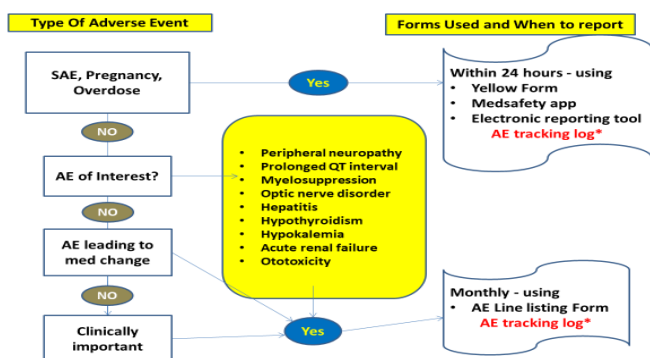 Type Of Adverse Event
Forms Used and When to report
SAE, Pregnancy,
Overdose
Yes
Within 24 hours - using
• Yellow Form
• Medsafety app
• Electronic reporting tool
AE tracking log*
NO
AE of Interest?
• Peripheral neuropathy
• Prolonged QT interval
• Myelosuppression
• Optic nerve disorder
• Hepatitis
• Hypothyroidism
• Hypokalemia
• Acute renal failure
• Ototoxicity
NO
AE leading to
med change
NO
Clinically
important
Yes
Monthly - using
• AE Line listing Form
AE tracking log*